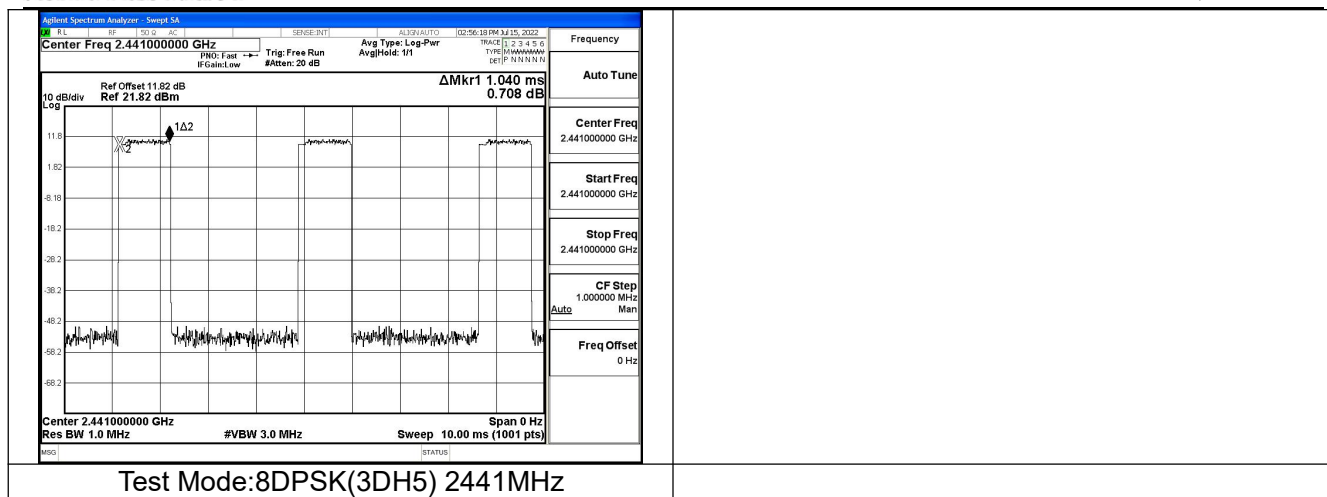 Agilent Spectrum Analyzer - Swept SA
RL RF 50 Ω AC SENSE:INT ALIGNAUTO 02:56:18 PM Jul 15, 2022
Center Freq 2.441000000 GHz
PNO: Fast
IFGain:Low
Trig: Free Run
#Atten: 20 dB
Avg Type: Log-Pwr
Avg|Hold: 1/1
TRACE 1 2 3 4 5 6
TYPE M
DET P N N N N N
ΔMkr1 1.040 ms
0.708 dB
Ref Offset 11.82 dB
Ref 21.82 dBm
10 dB/div
Log
11.8
1.82
-8.18
-18.2
-28.2
-38.2
-48.2
-58.2
-68.2
1Δ2
2
Center 2.441000000 GHz
Span 0 Hz
Res BW 1.0 MHz
#VBW 3.0 MHz
Sweep 10.00 ms (1001 pts)
MSG
STATUS
Frequency
Auto Tune
Center Freq
2.441000000 GHz
Start Freq
2.441000000 GHz
Stop Freq
2.441000000 GHz
CF Step
1.000000 MHz
Auto Man
Freq Offset
0 Hz
Test Mode:8DPSK(3DH5) 2441MHz